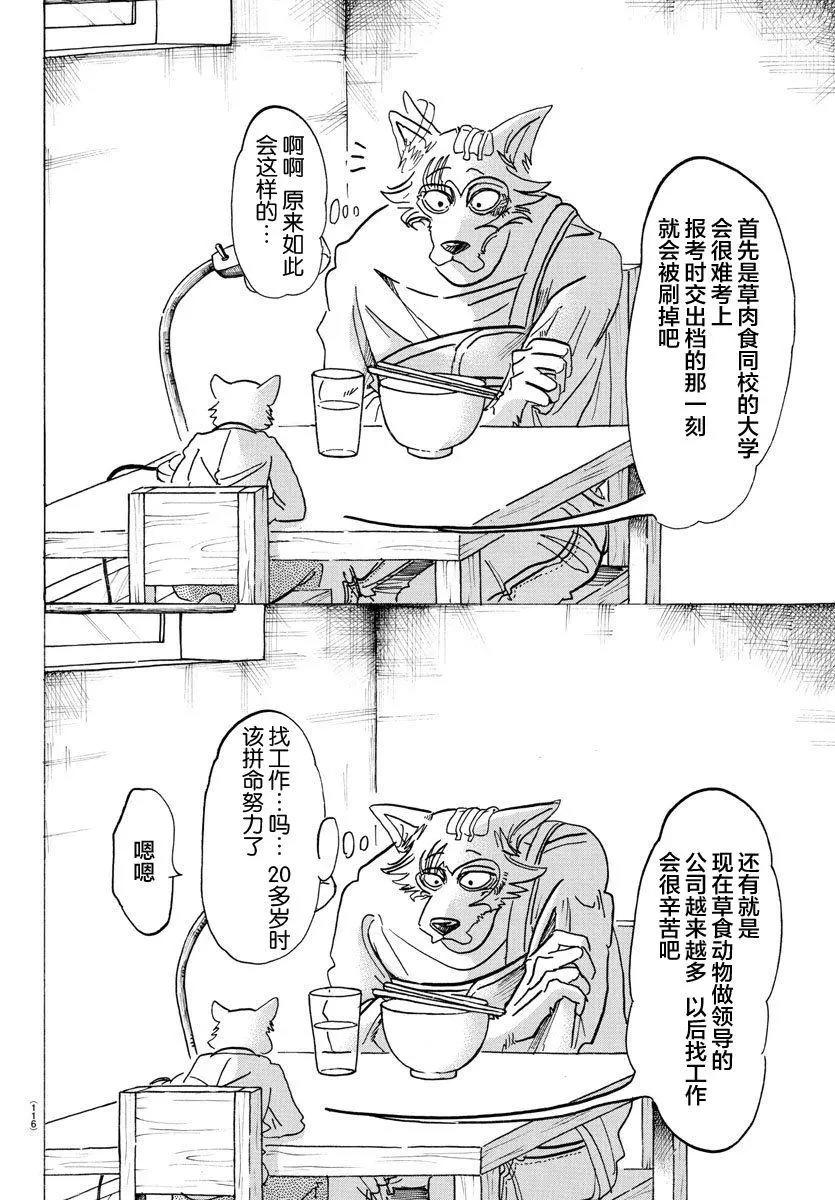 首先是草肉食同校的大学
会很难考上
报考时交出档的那一刻
就会被刷掉吧
啊啊 原来如此
会这样的…
还有就是
现在草食动物做领导的
公司越来越多 以后找工作
会很辛苦吧
找工作…吗… 20多岁时
该拼命努力了
嗯嗯
(116)